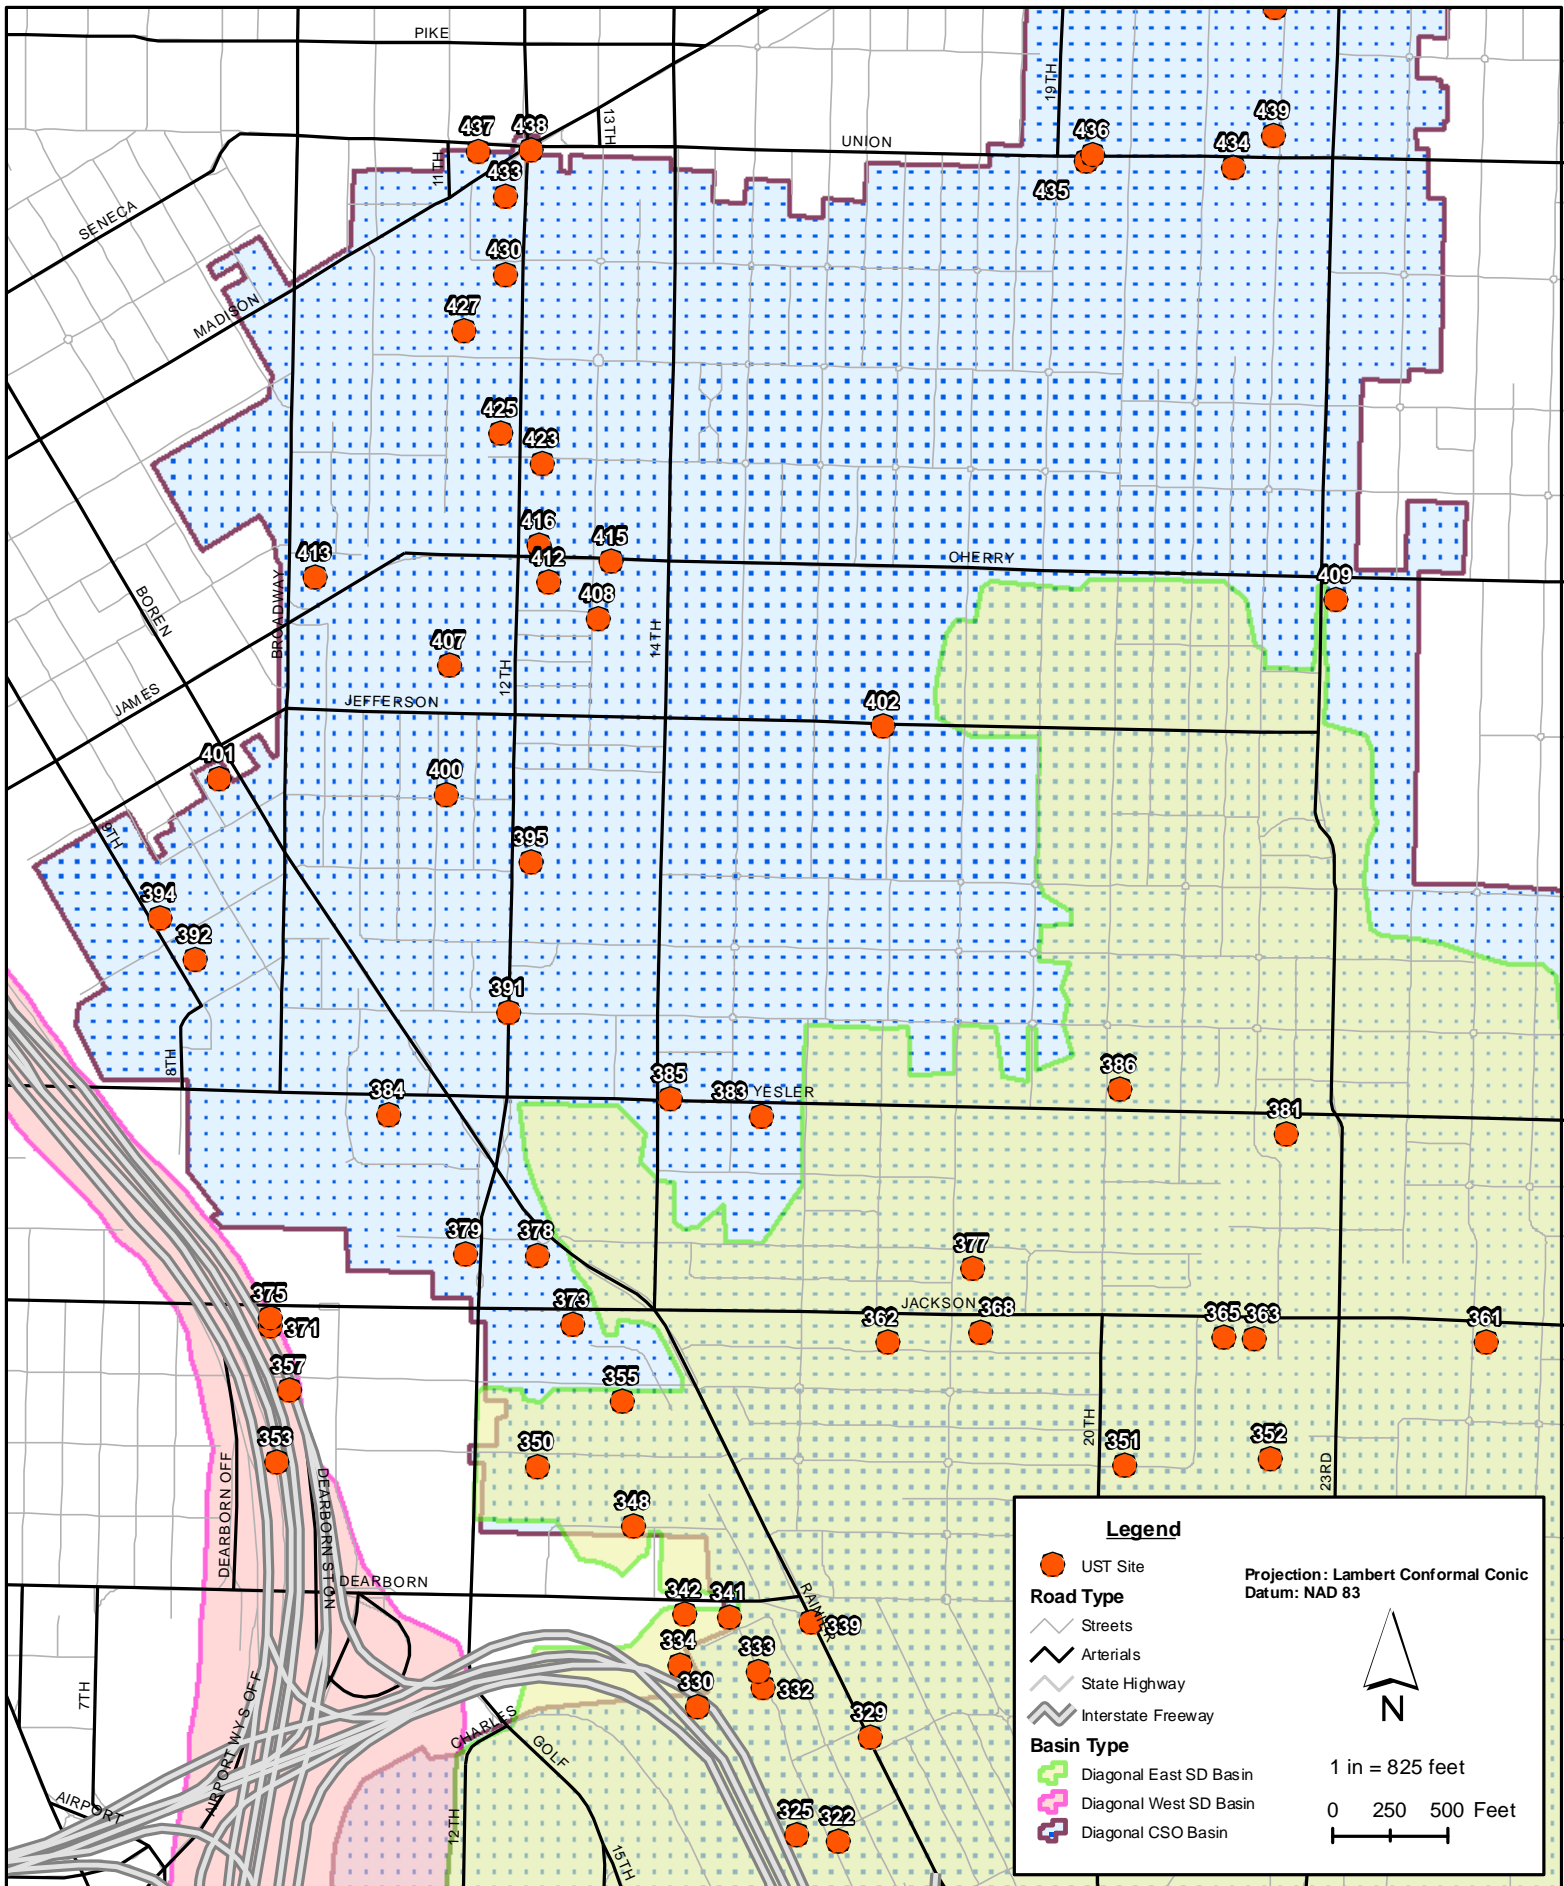 PIKE
19TH
13TH
439
437
438
436
UNION
434
11TH
433
435
SENECA
430
MADISON
427
425
423
416
415
413
412
CHERRY
409
408
BOREN
BROADWAY
14TH
407
12TH
JAMES
JEFFERSON
402
401
400
9TH
395
394
392
391
8TH
386
385
384
383 YESLER
381
379
378
377
375
373
JACKSON
371
362
368
365
363
361
357
355
353
350
20TH
351
352
23RD
DEARBORN OFF
DEARBORN ST ON
348
DEARBORN
342
341
RAINIER
339
334
333
330
332
329
7TH
AIRPORT WYS OFF
CHARLES
GOLF
AIRPORT
12TH
15TH
325
322
Legend
UST Site
Road Type
Streets
Arterials
State Highway
Interstate Freeway
Basin Type
Diagonal East SD Basin
Diagonal West SD Basin
Diagonal CSO Basin
Projection: Lambert Conformal Conic
Datum: NAD 83
N
1 in = 825 feet
0 250 500 Feet